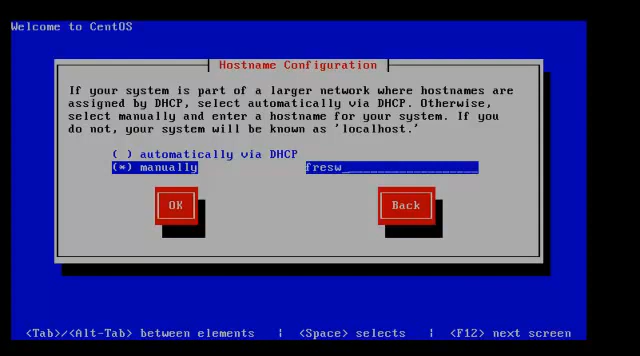 Welcome to CentOS
Hostname Configuration
If your system is part of a larger network where hostnames are
assigned by DHCP, select automatically via DHCP. Otherwise,
select manually and enter a hostname for your system. If you
do not, your system will be known as 'localhost.'
( ) automatically via DHCP
(*) manually fresw___________________
OK Back
<Tab>/<Alt-Tab> between elements | <Space> selects | <F12> next screen